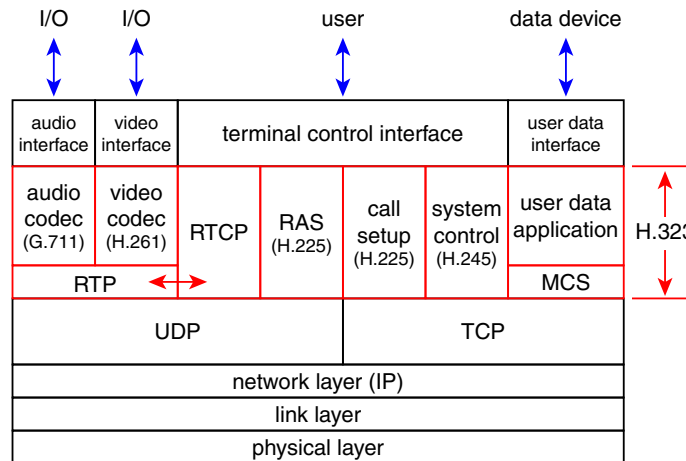 I/O
I/O
user
data device
audio
interface
video
interface
terminal control interface
user data
interface
audio
codec
(G.711)
video
codec
(H.261)
RTCP
RAS
(H.225)
call
setup
(H.225)
system
control
(H.245)
user data
application
H.323
RTP
MCS
UDP
TCP
network layer (IP)
link layer
physical layer